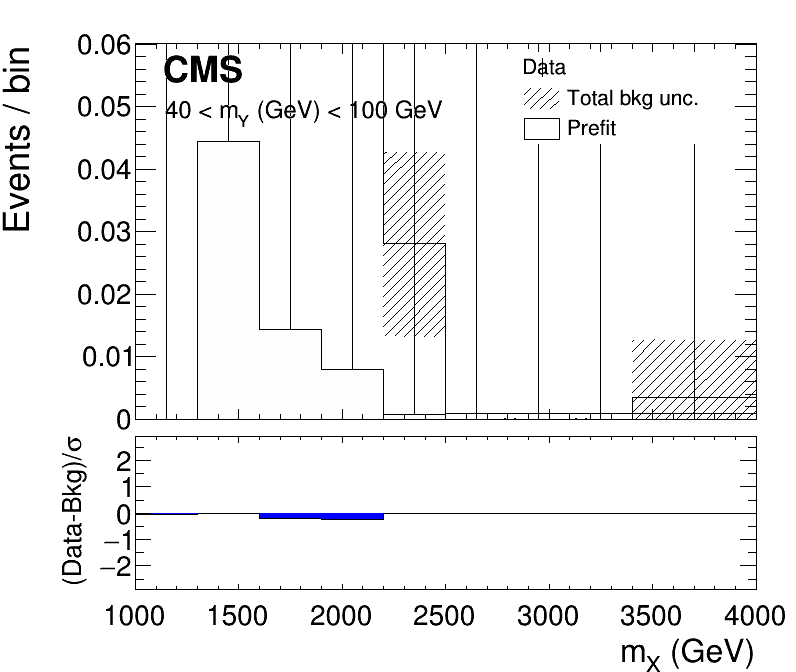 Events / bin
0.06
0.05
0.04
0.03
0.02
0.01
0
CMS
40 < mY (GeV) < 100 GeV
Data
Total bkg unc.
Prefit
(Data-Bkg)/σ
2
1
0
−1
−2
1000 1500 2000 2500 3000 3500 4000
mX (GeV)